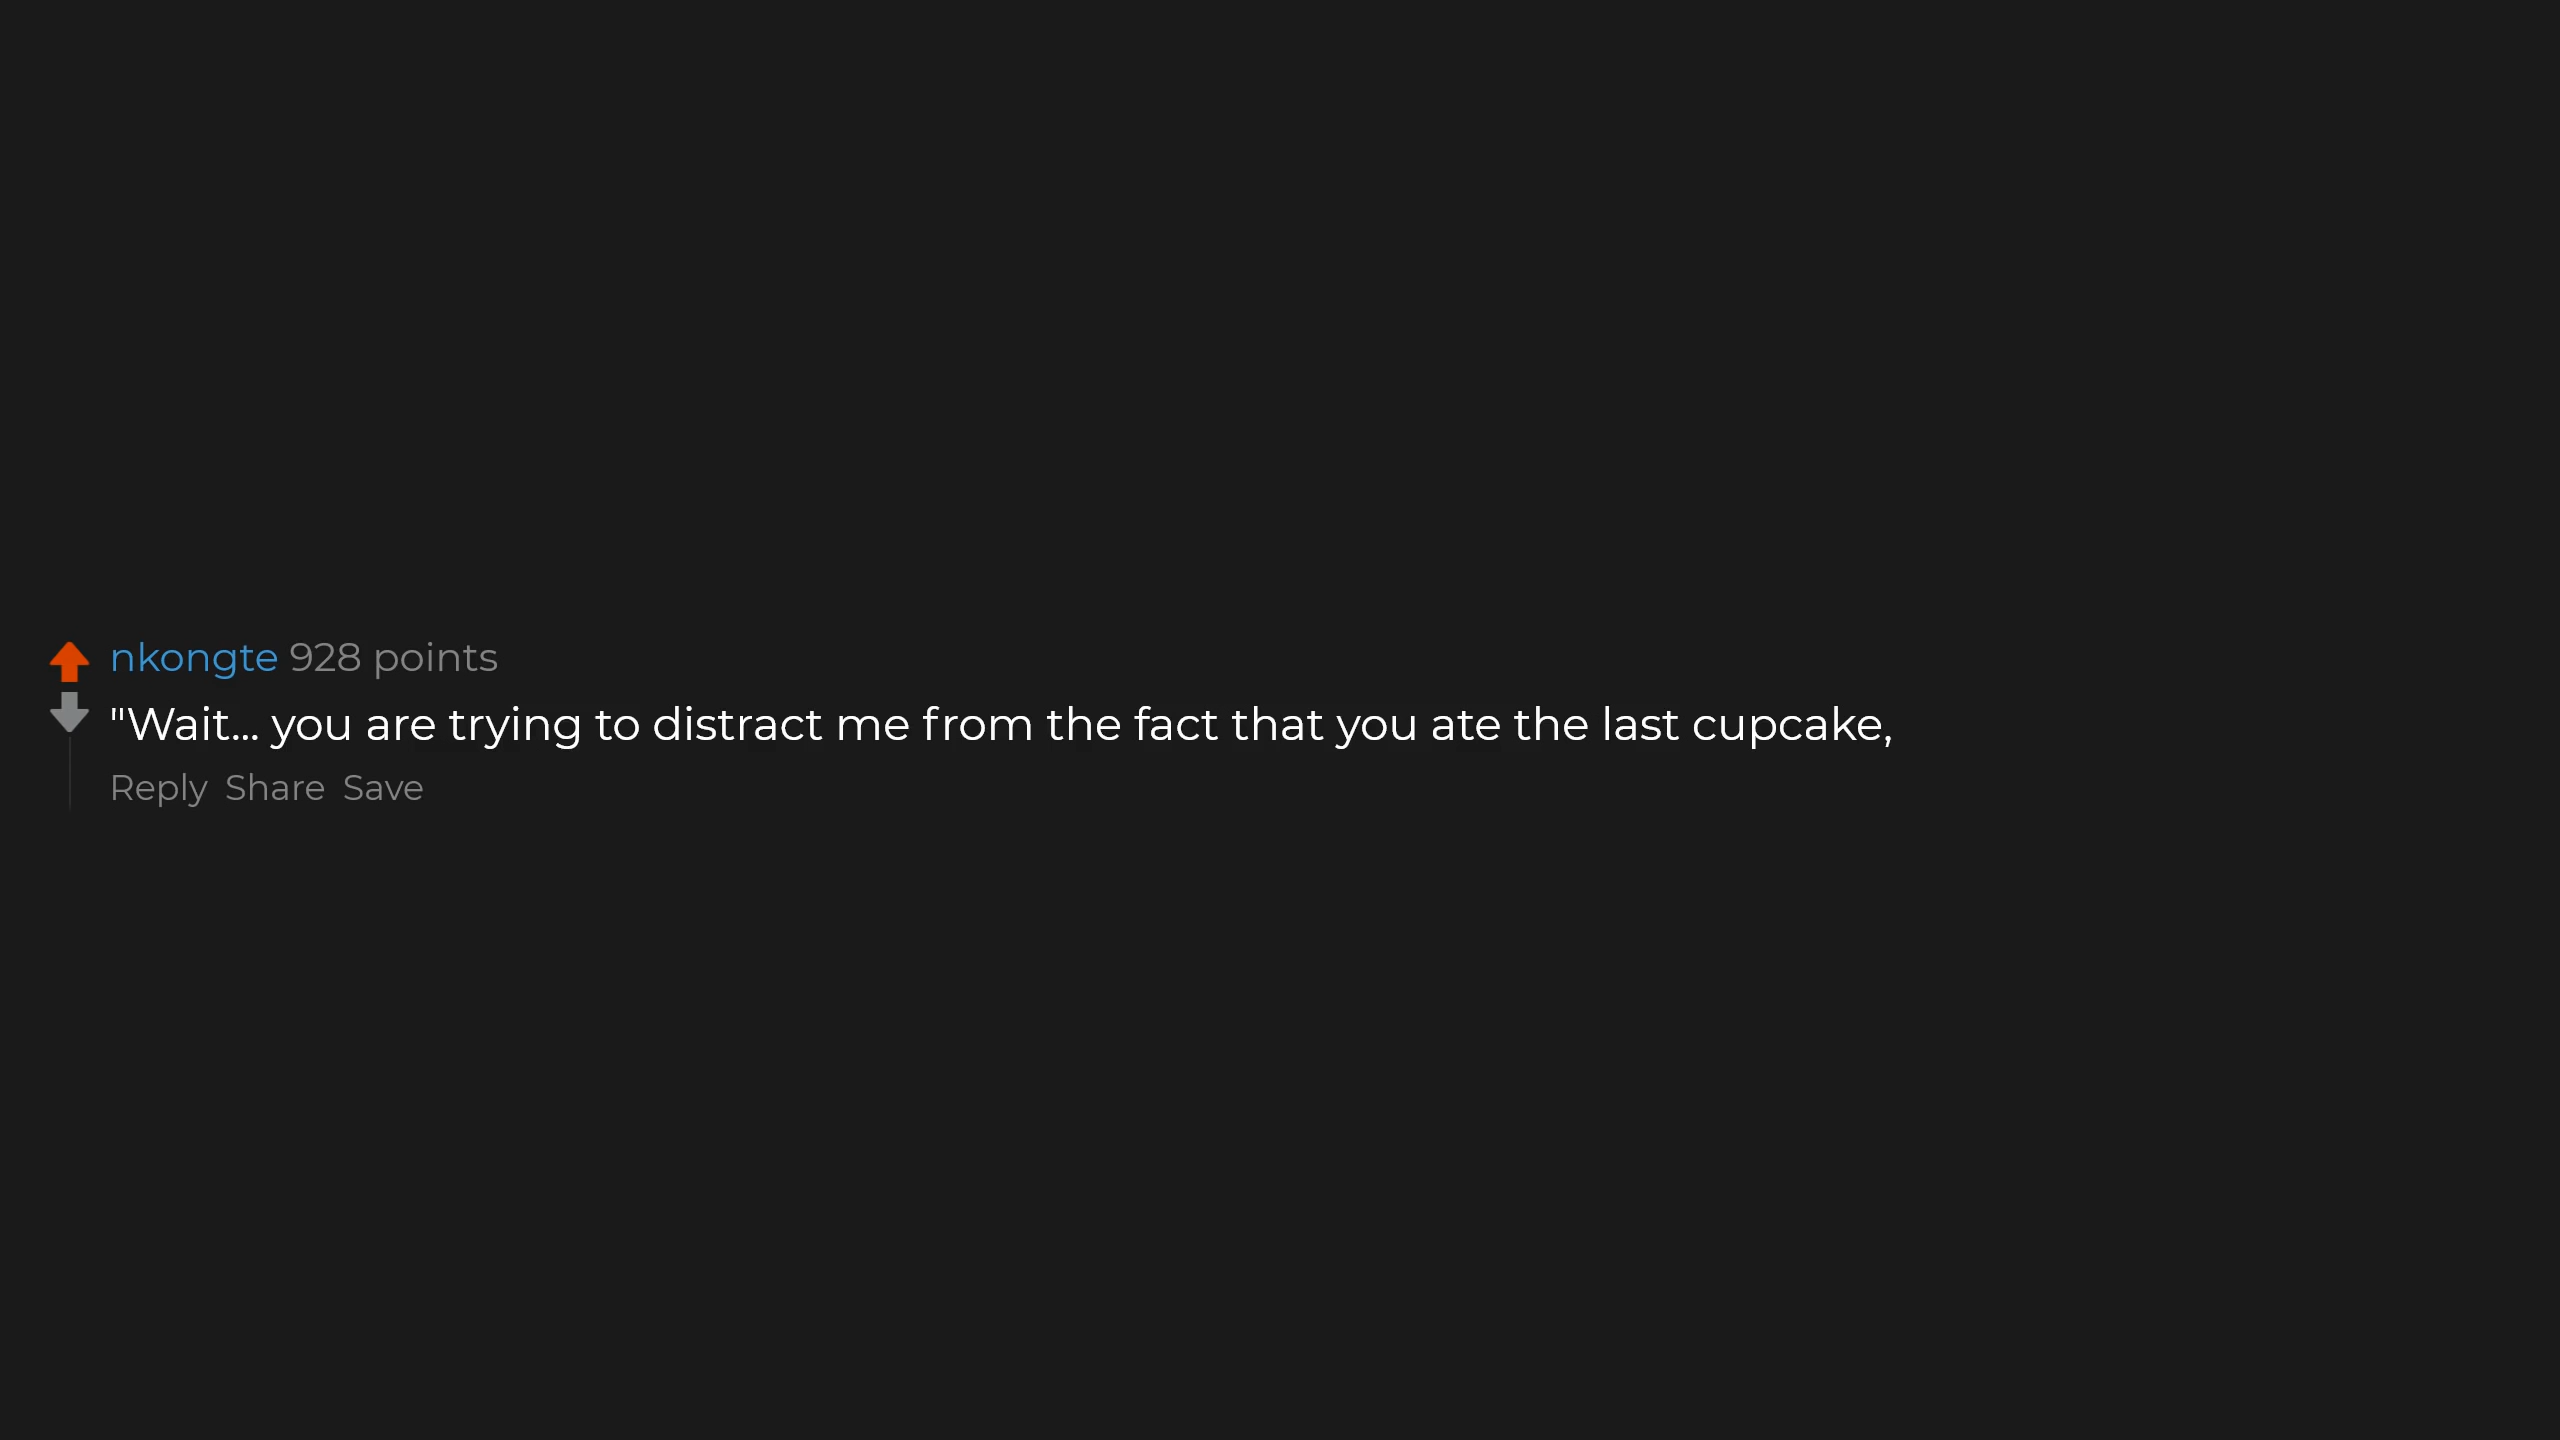 nkongte 928 points
"Wait... you are trying to distract me from the fact that you ate the last cupcake,
Reply Share Save